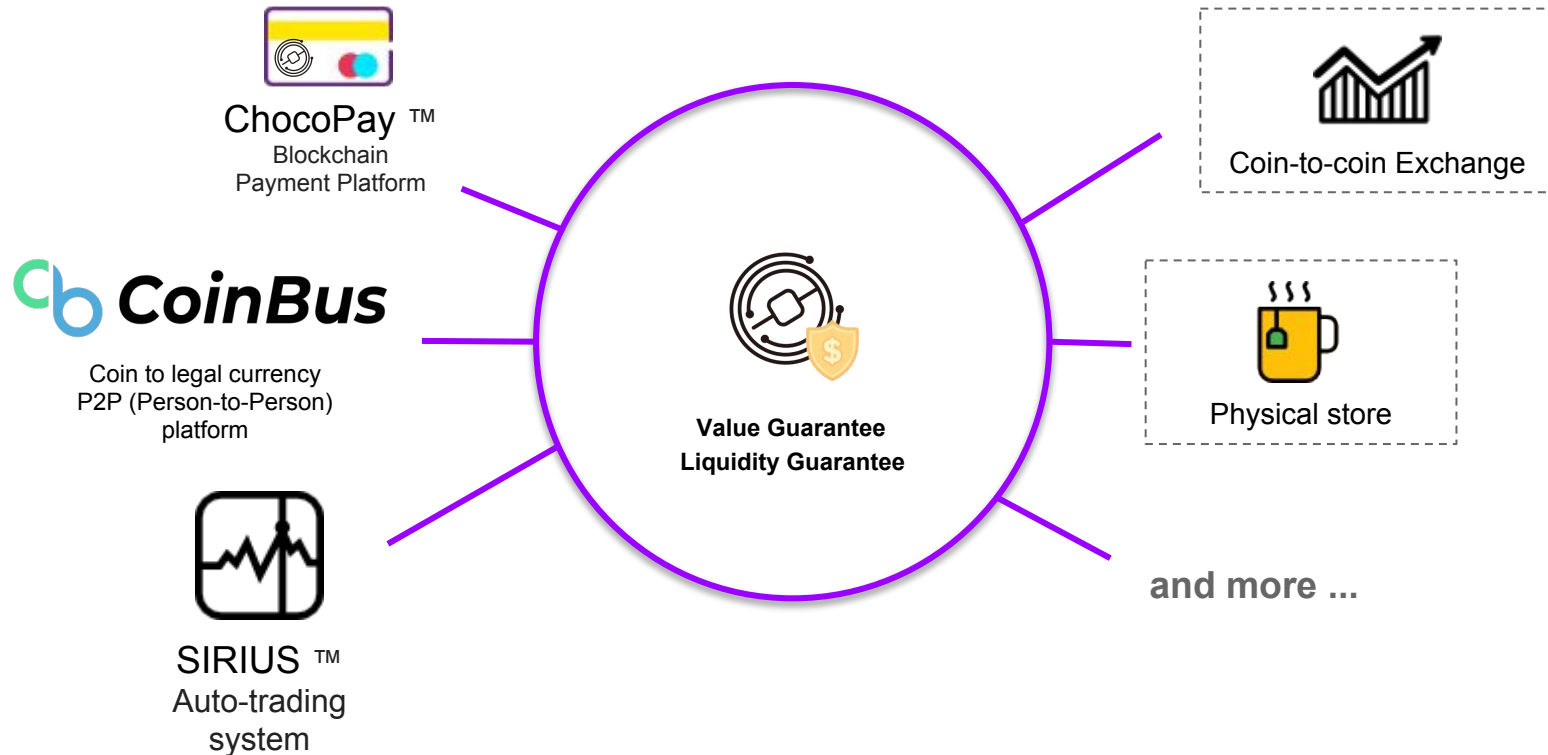 ChocoPay ™
Blockchain
Payment Platform
cb CoinBus
Coin to legal currency
P2P (Person-to-Person)
platform
SIRIUS ™
Auto-trading
system
$
Value Guarantee
Liquidity Guarantee
Coin-to-coin Exchange
Physical store
and more ...